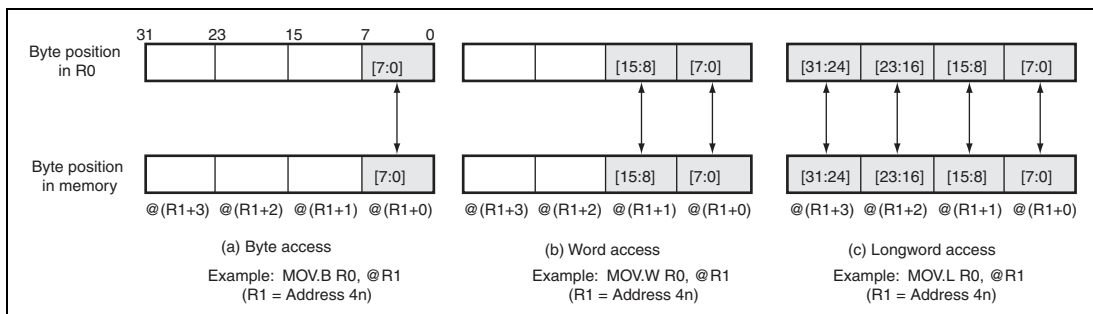 31 23 15 7 0
Byte position
in R0
[7:0]
[15:8] [7:0]
[31:24] [23:16] [15:8] [7:0]
Byte position
in memory
[7:0]
[15:8] [7:0]
[31:24] [23:16] [15:8] [7:0]
@(R1+3) @(R1+2) @(R1+1) @(R1+0)
@(R1+3) @(R1+2) @(R1+1) @(R1+0)
@(R1+3) @(R1+2) @(R1+1) @(R1+0)
(a) Byte access
Example: MOV.B R0, @R1
(R1 = Address 4n)
(b) Word access
Example: MOV.W R0, @R1
(R1 = Address 4n)
(c) Longword access
Example: MOV.L R0, @R1
(R1 = Address 4n)